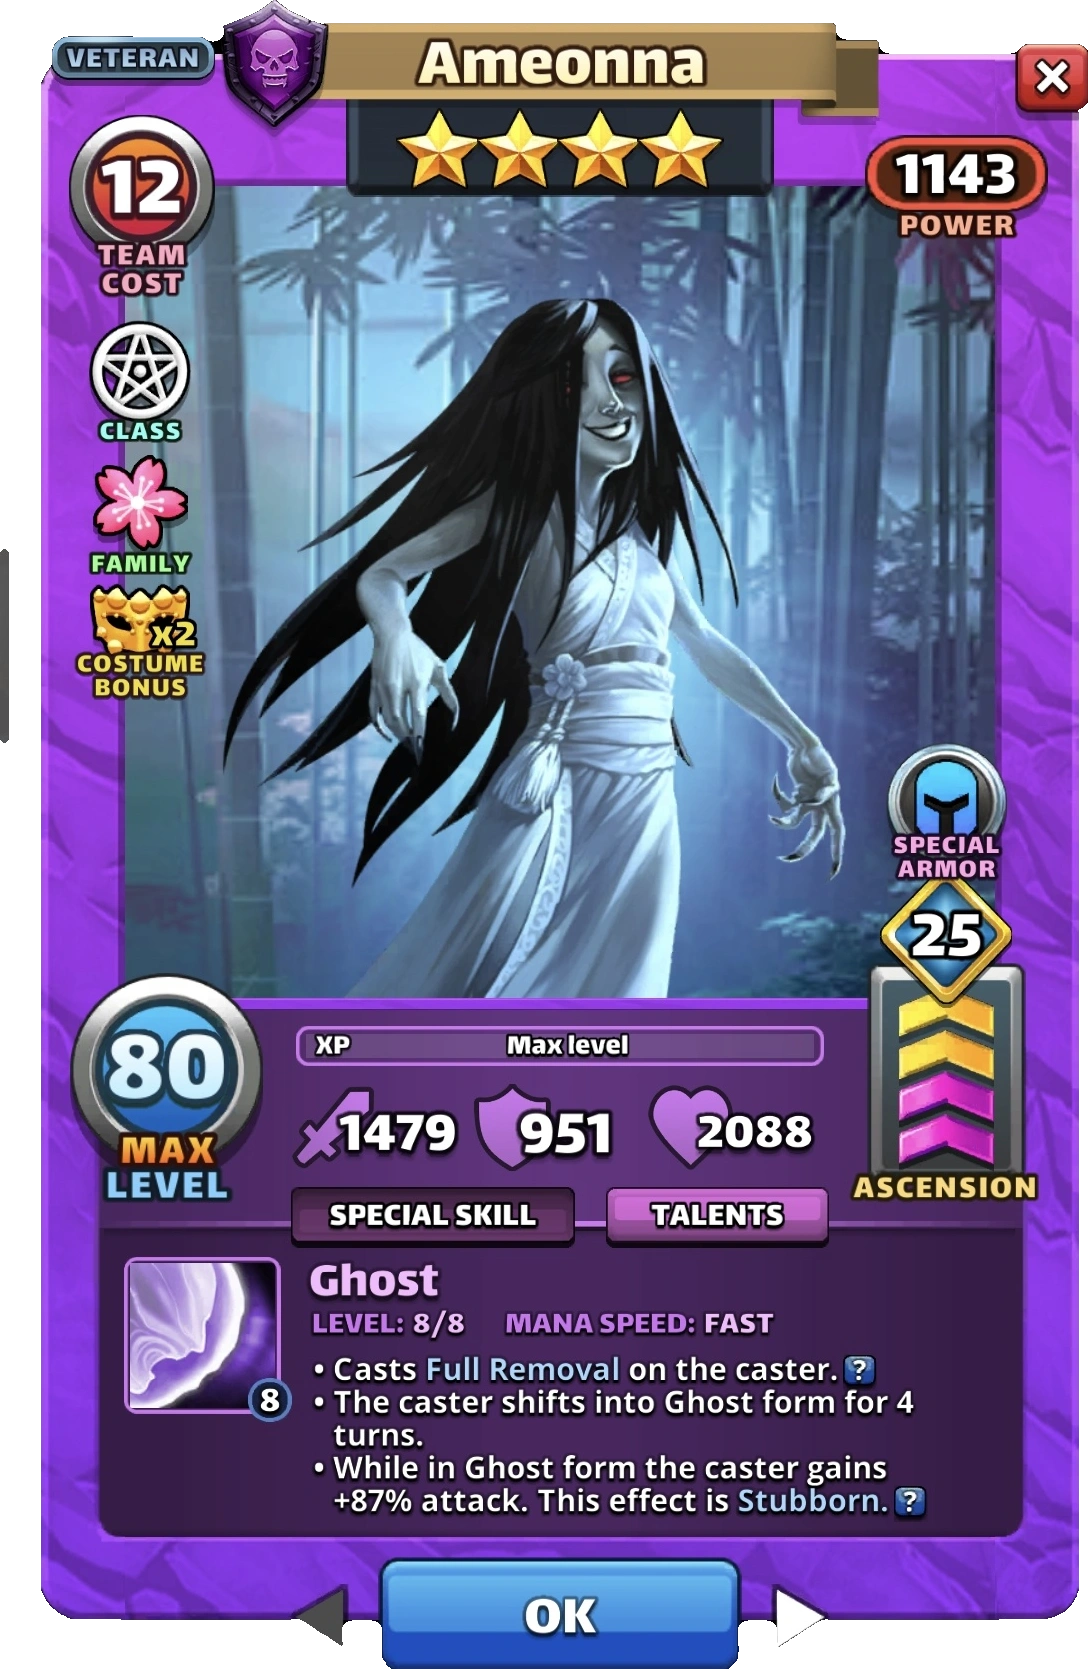 VETERAN
Ameonna
12
TEAM
COST
1143
POWER
CLASS
FAMILY
x2
COSTUME
BONUS
SPECIAL
ARMOR
25
80
MAX
LEVEL
XP
Max level
1479
951
2088
ASCENSION
SPECIAL SKILL
TALENTS
Ghost
LEVEL: 8/8 MANA SPEED: FAST
8
• Casts Full Removal on the caster. ?
• The caster shifts into Ghost form for 4
turns.
• While in Ghost form the caster gains
+87% attack. This effect is Stubborn. ?
OK